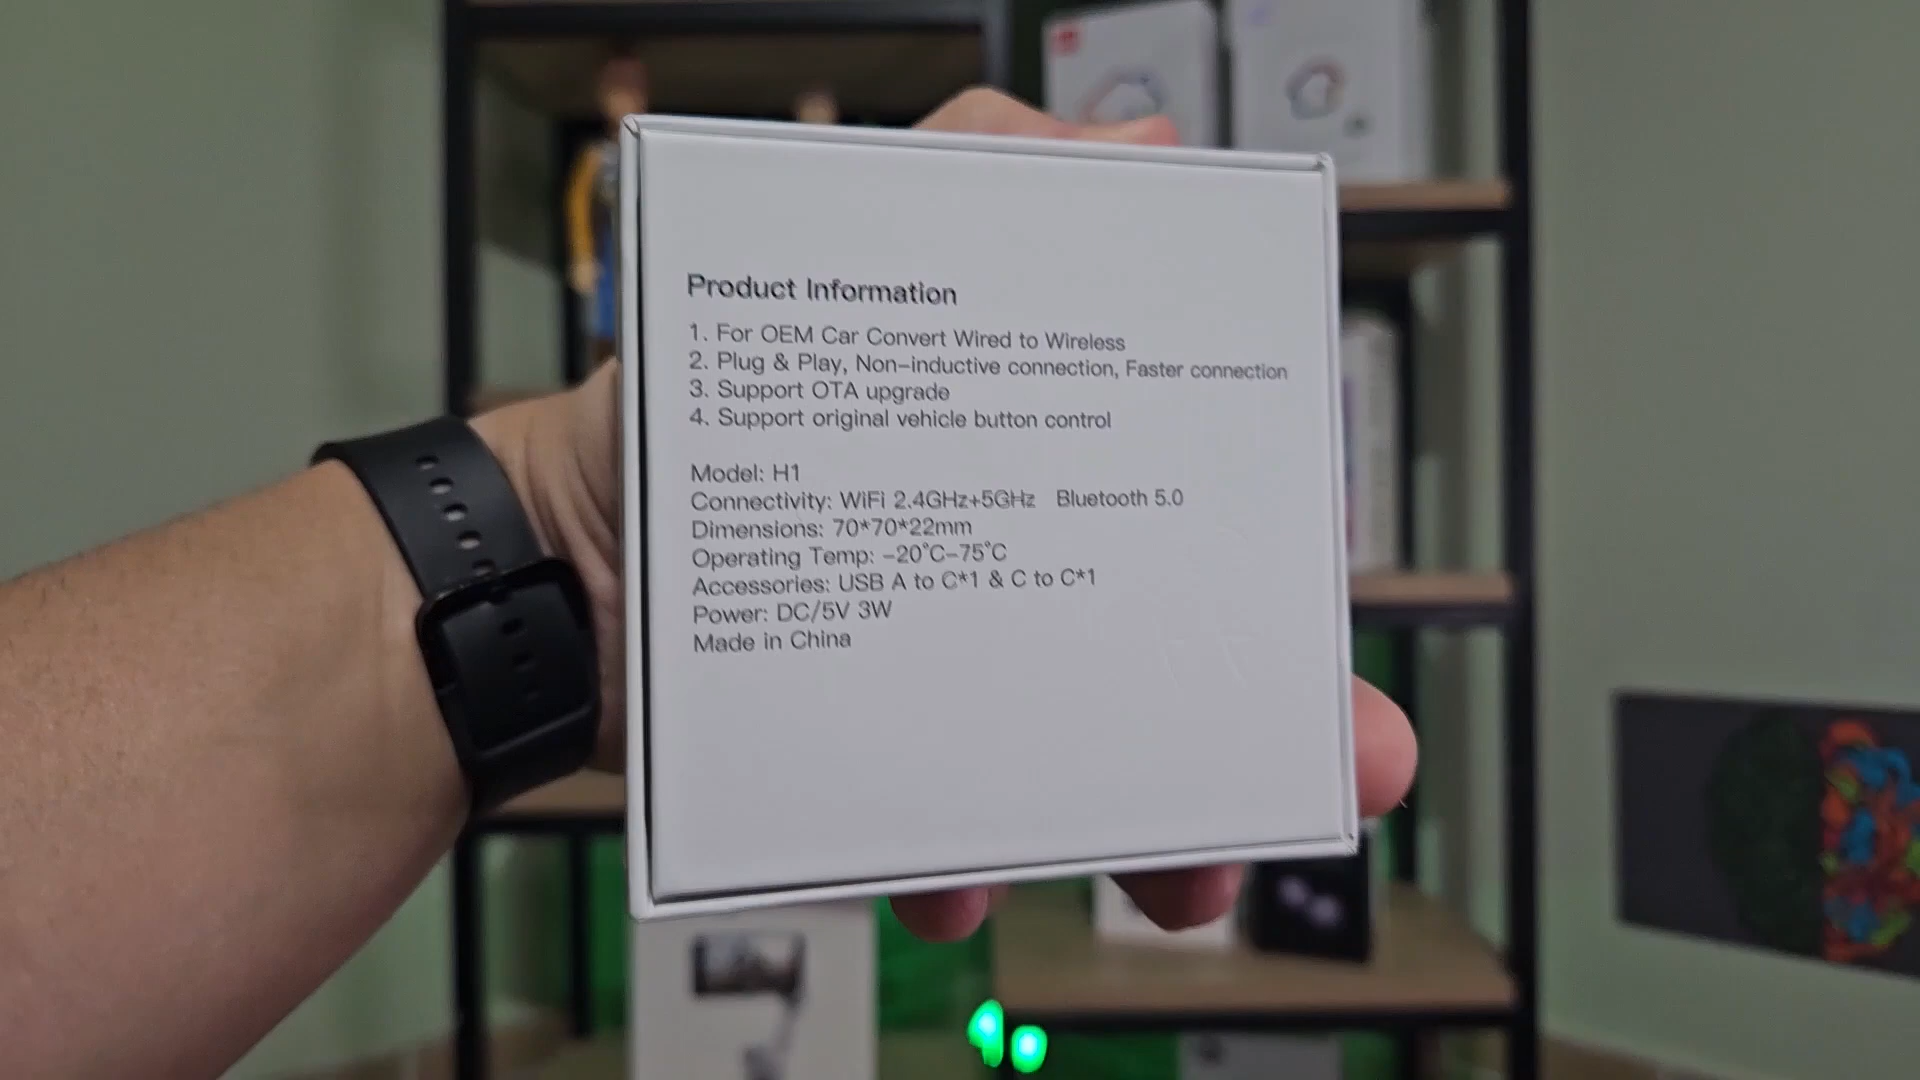 Product Information
1. For OEM Car Convert Wired to Wireless
2. Plug & Play, Non-inductive connection, Faster connection
3. Support OTA upgrade
4. Support original vehicle button control
Model: H1
Connectivity: WiFi 2.4GHz+5GHz Bluetooth 5.0
Dimensions: 70*70*22mm
Operating Temp: -20°C-75°C
Accessories: USB A to C*1 & C to C*1
Power: DC/5V 3W
Made in China